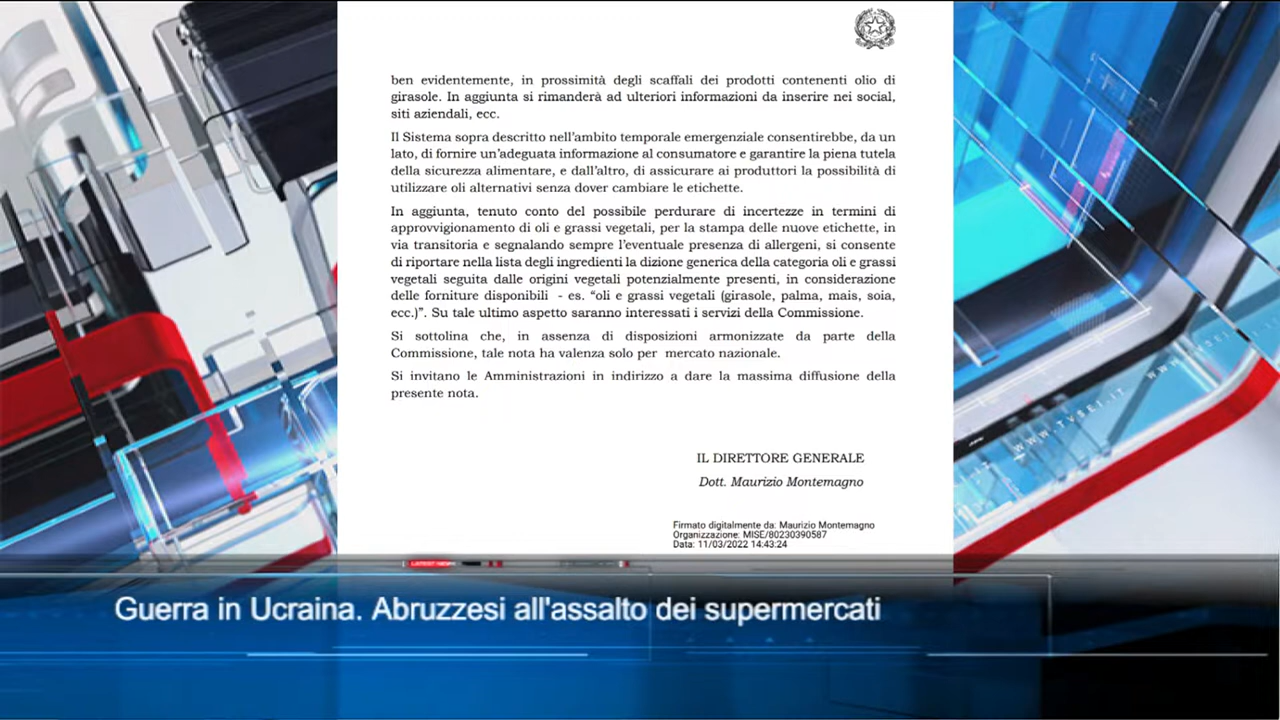 ben evidentemente, in prossimità degli scaffali dei prodotti contenenti olio di
girasole. In aggiunta si rimanderà ad ulteriori informazioni da inserire nei social,
siti aziendali, ecc.
Il Sistema sopra descritto nell'ambito temporale emergenziale consentirebbe, da un
lato, di fornire un'adeguata informazione al consumatore e garantire la piena tutela
della sicurezza alimentare, e dall'altro, di assicurare ai produttori la possibilità di
utilizzare oli alternativi senza dover cambiare le etichette.
In aggiunta, tenuto conto del possibile perdurare di incertezze in termini di
approvvigionamento di oli e grassi vegetali, per la stampa delle nuove etichette, in
via transitoria e segnalando sempre l'eventuale presenza di allergeni, si consente
di riportare nella lista degli ingredienti la dizione generica della categoria oli e grassi
vegetali seguita dalle origini vegetali potenzialmente presenti, in considerazione
delle forniture disponibili - es. "oli e grassi vegetali (girasole, palma, mais, soia,
ecc.)". Su tale ultimo aspetto saranno interessati i servizi della Commissione.
Si sottolina che, in assenza di disposizioni armonizzate da parte della
Commissione, tale nota ha valenza solo per mercato nazionale.
Si invitano le Amministrazioni in indirizzo a dare la massima diffusione della
presente nota.
IL DIRETTORE GENERALE
Dott. Maurizio Montemagno
Firmato digitalmente da: Maurizio Montemagno
Organizzazione: MISE/80230390587
Data: 11/03/2022 14:43:24
WWW.TVSEI.IT
LATEST NEWS
Guerra in Ucraina. Abruzzesi all'assalto dei supermercati